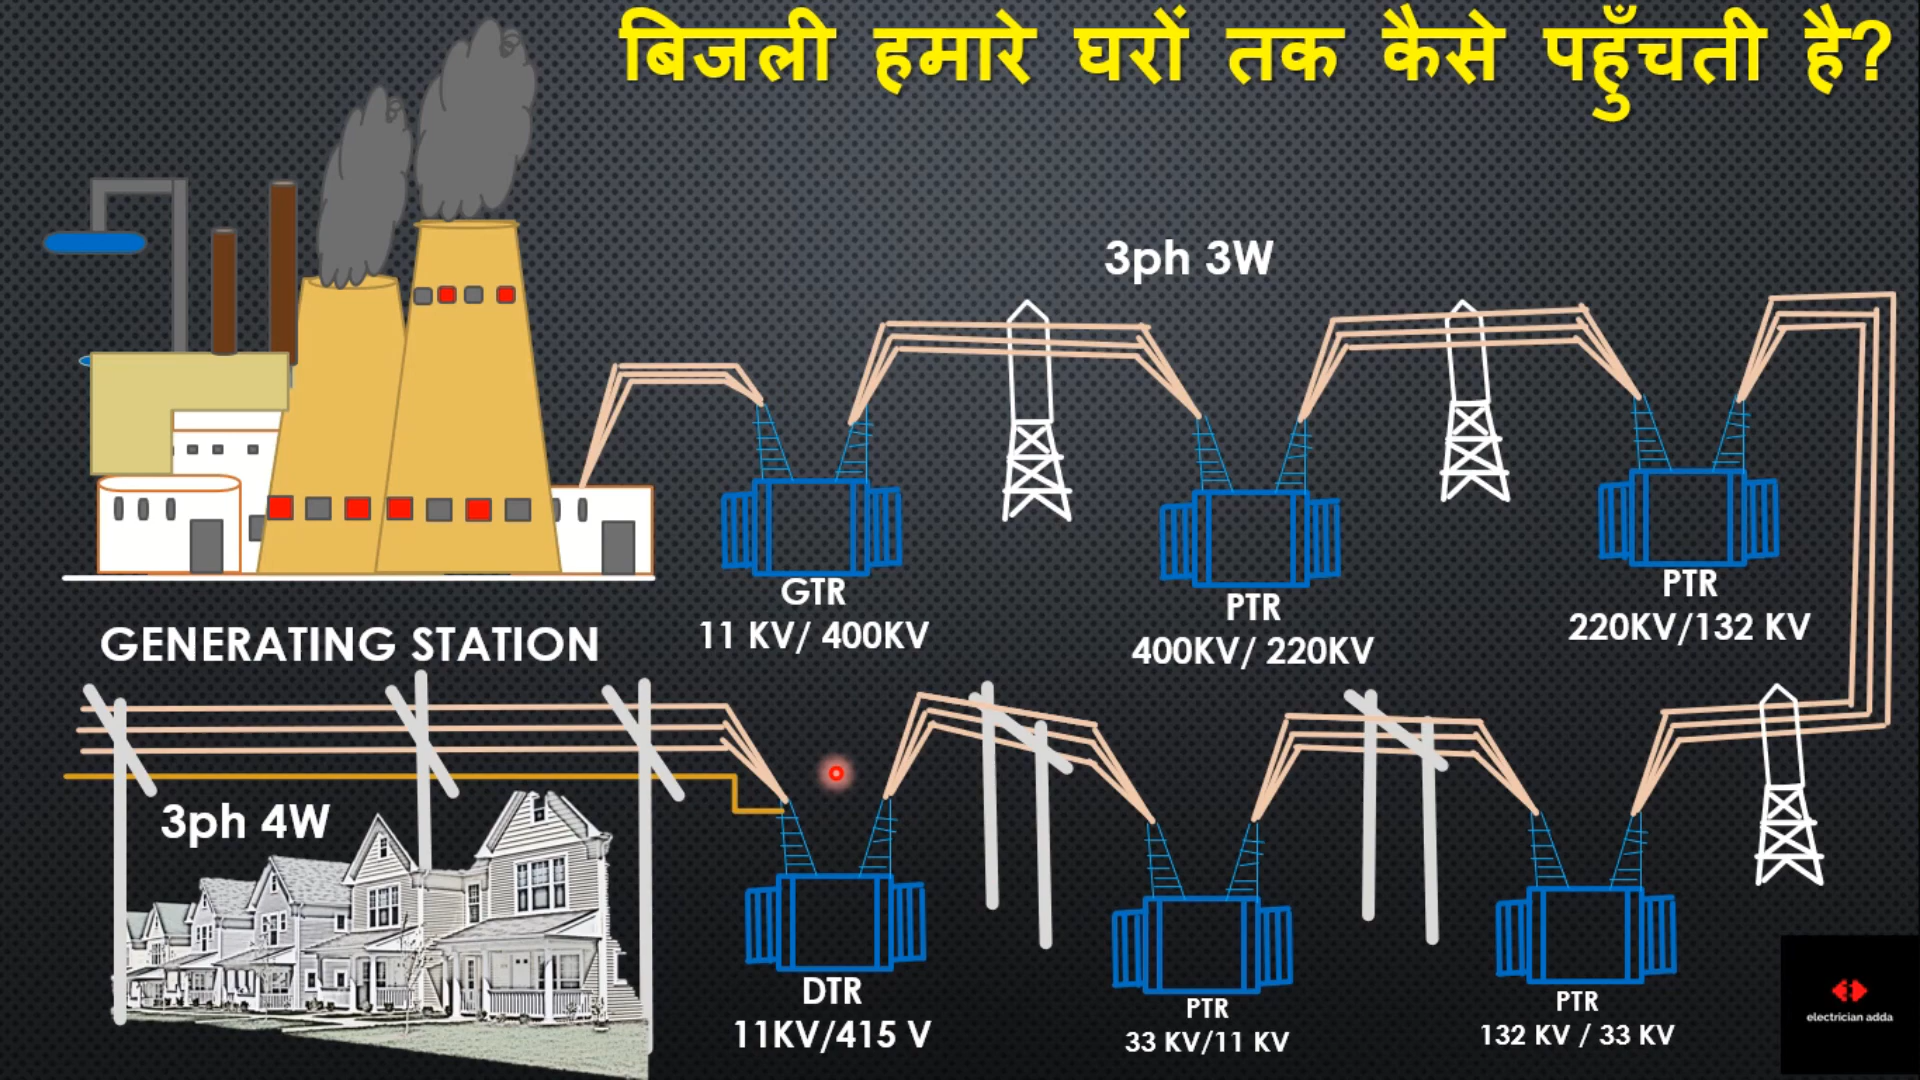 बिजली हमारे घरों तक कैसे पहुँचती है?
3ph 3W
GTR
11 KV/ 400KV
PTR
400KV/ 220KV
PTR
220KV/132 KV
GENERATING STATION
3ph 4W
DTR
11KV/415 V
PTR
33 KV/11 KV
PTR
132 KV / 33 KV
electrician adda